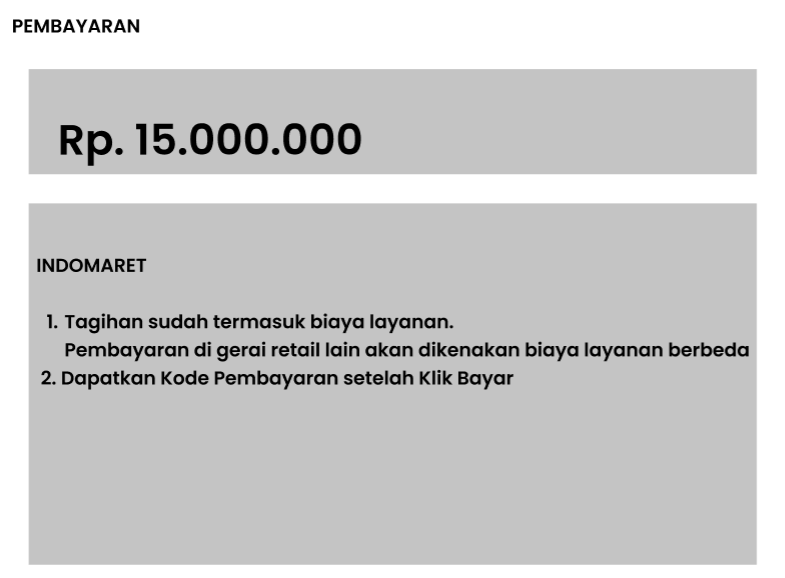 PEMBAYARAN
Rp. 15.000.000
INDOMARET
1. Tagihan sudah termasuk biaya layanan.
Pembayaran di gerai retail lain akan dikenakan biaya layanan berbeda
2. Dapatkan Kode Pembayaran setelah Klik Bayar